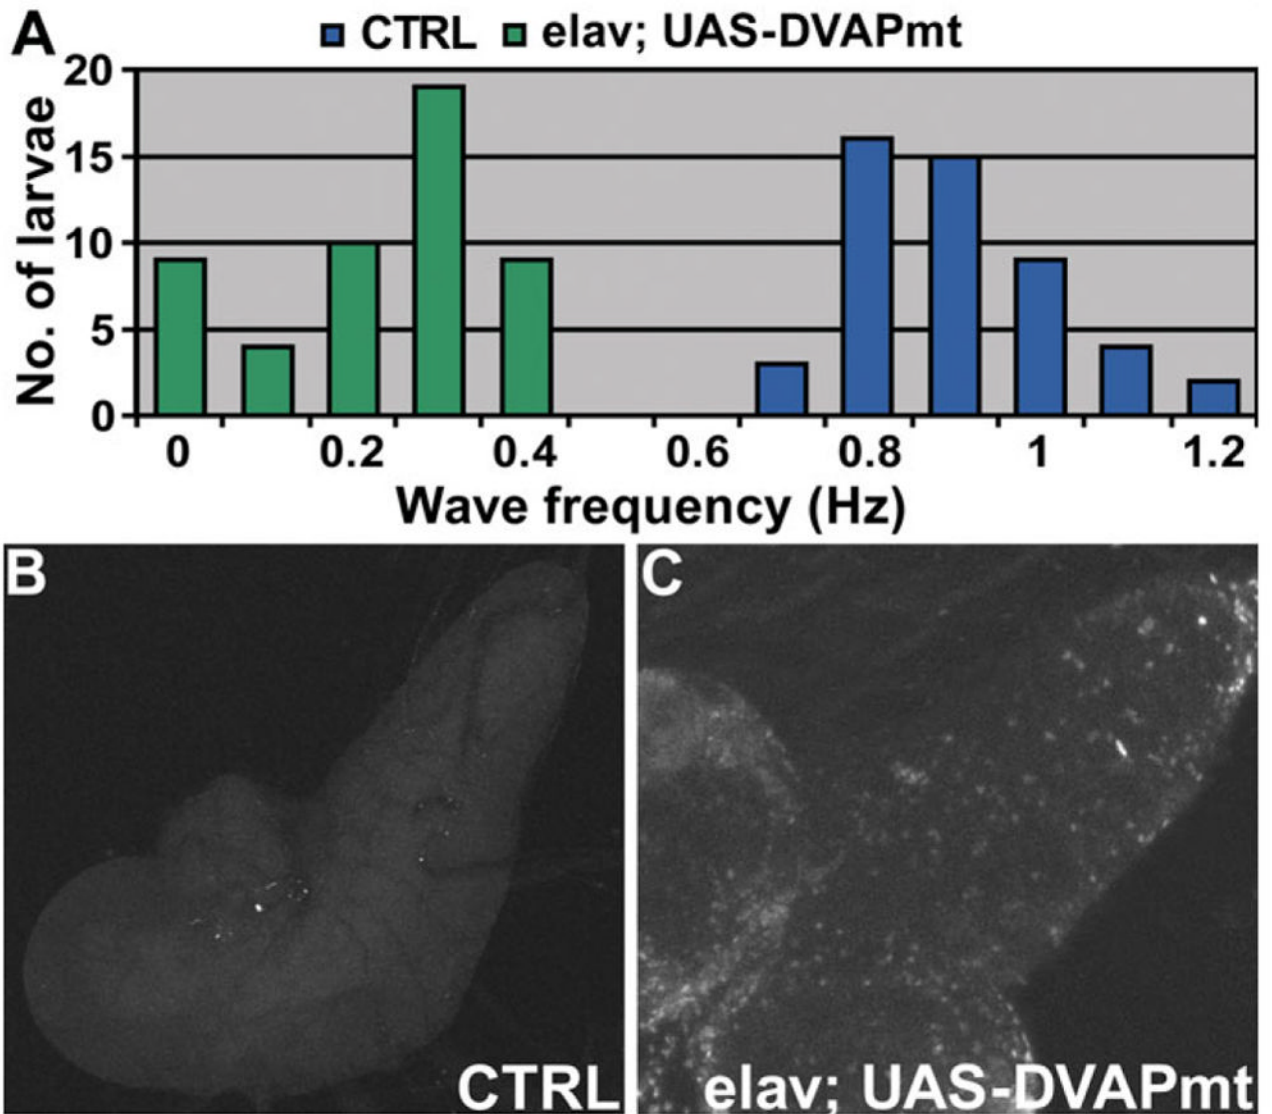 A
CTRL elav; UAS-DVAPmt
No. of larvae
20
15
10
5
0
0 0.2 0.4 0.6 0.8 1 1.2
Wave frequency (Hz)
B
CTRL
C
elav; UAS-DVAPmt